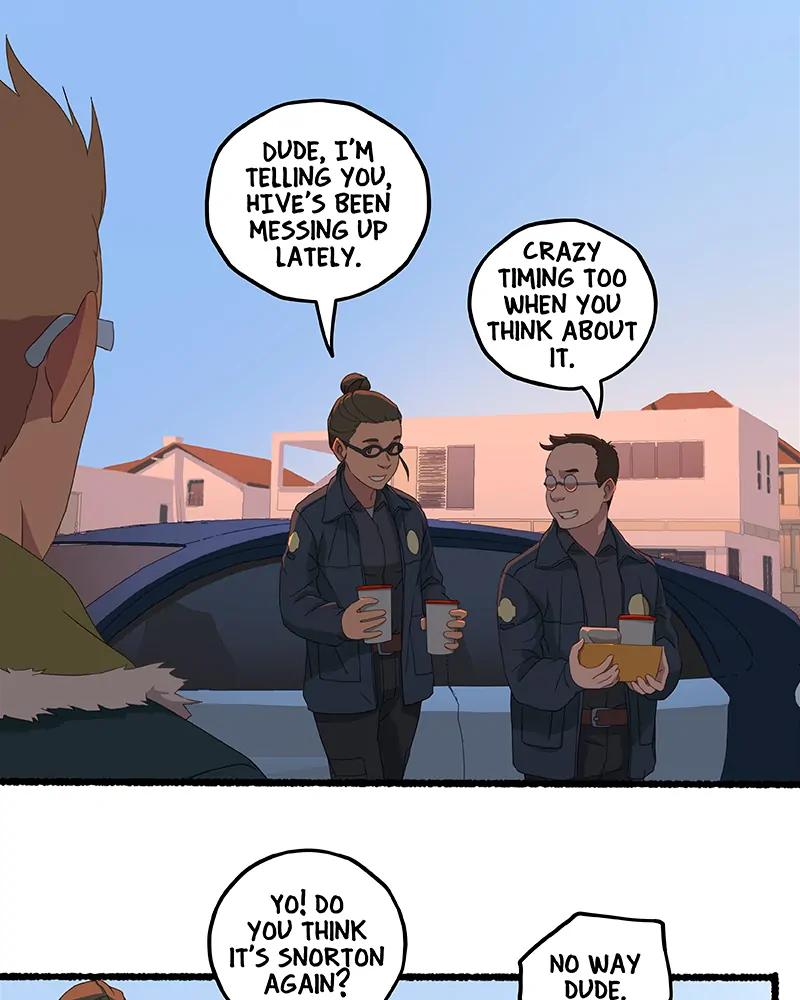 DUDE, I'M
TELLING YOU,
HIVE'S BEEN
MESSING UP
LATELY.
CRAZY
TIMING TOO
WHEN YOU
THINK ABOUT
IT.
YO! DO
YOU THINK
IT'S SNORTON
AGAIN?
NO WAY
DUDE.